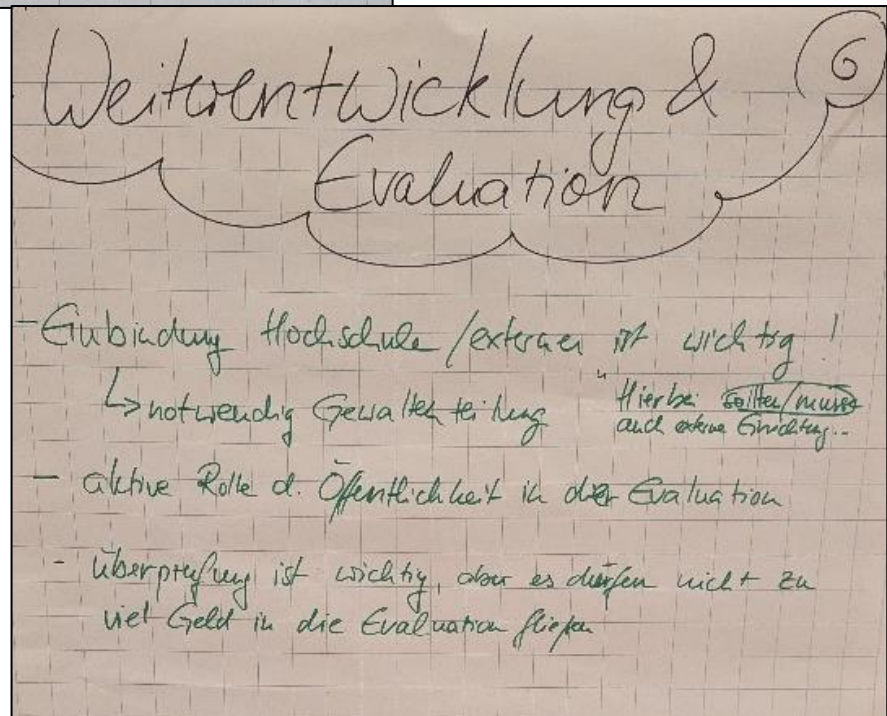 Weiterentwicklung & 6
Evaluation
- Einbindung Hochschule/externer ist wichtig!
↳ notwendig Gewaltenteilung
"Hierbei sollten/müssen
auch externe Einrichtung...
- aktive Rolle d. Öffentlichkeit in der Evaluation
- Überprüfung ist wichtig, aber es dürfen nicht zu
viel Geld in die Evaluation fließen